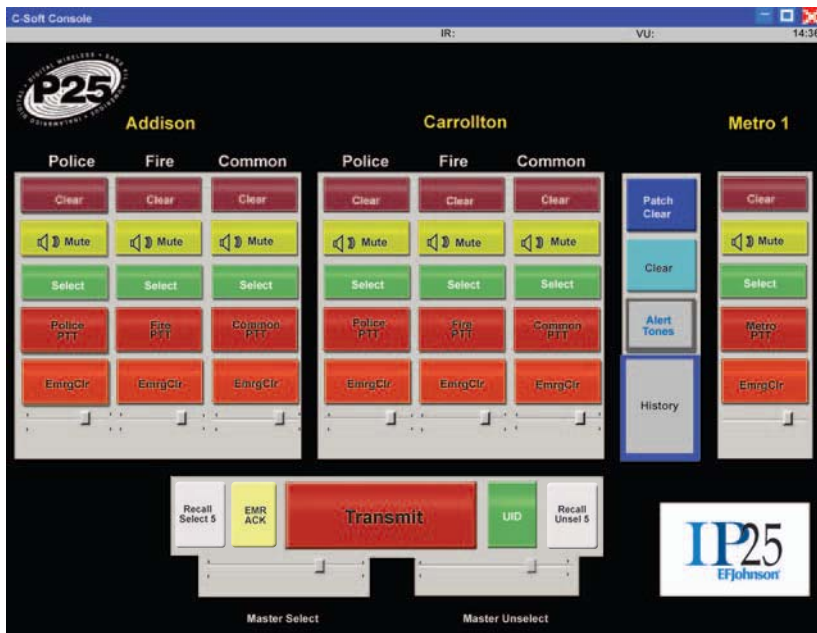 C-Soft Console
IR: VU: 14:36
P25
Addison Carrollton Metro 1
Police Fire Common Police Fire Common
Clear Clear Clear Clear Clear Clear Patch Clear Clear
Mute Mute Mute Mute Mute Mute Mute
Select Select Select Select Select Select Clear Select
Police PTT Fire PTT Common PTT Police PTT Fire PTT Common PTT Alert Tones Metro PTT
EmrgClr EmrgClr EmrgClr EmrgClr EmrgClr EmrgClr History EmrgClr
Recall Select 5 EMR ACK Transmit UID Recall Unsel 5
IP25
EFJohnson
Master Select Master Unselect